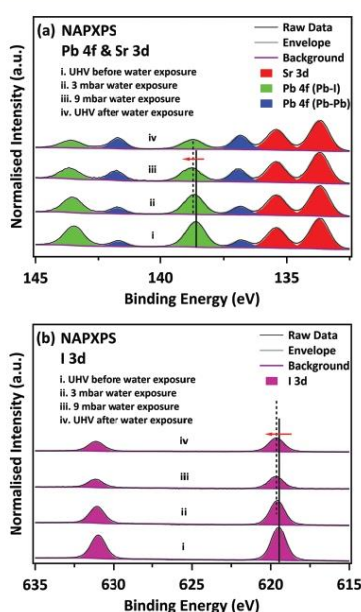 (a) NAPXPS
Pb 4f & Sr 3d
i. UHV before water exposure
ii. 3 mbar water exposure
iii. 9 mbar water exposure
iv. UHV after water exposure
Raw Data
Envelope
Background
Sr 3d
Pb 4f (Pb-I)
Pb 4f (Pb-Pb)
iv
iii
ii
i
Normalised Intensity (a.u.)
145 140 135
Binding Energy (eV)
(b) NAPXPS
I 3d
i. UHV before water exposure
ii. 3 mbar water exposure
iii. 9 mbar water exposure
iv. UHV after water exposure
Raw Data
Envelope
Background
I 3d
iv
iii
ii
i
Normalised Intensity (a.u.)
635 630 625 620 615
Binding Energy (eV)